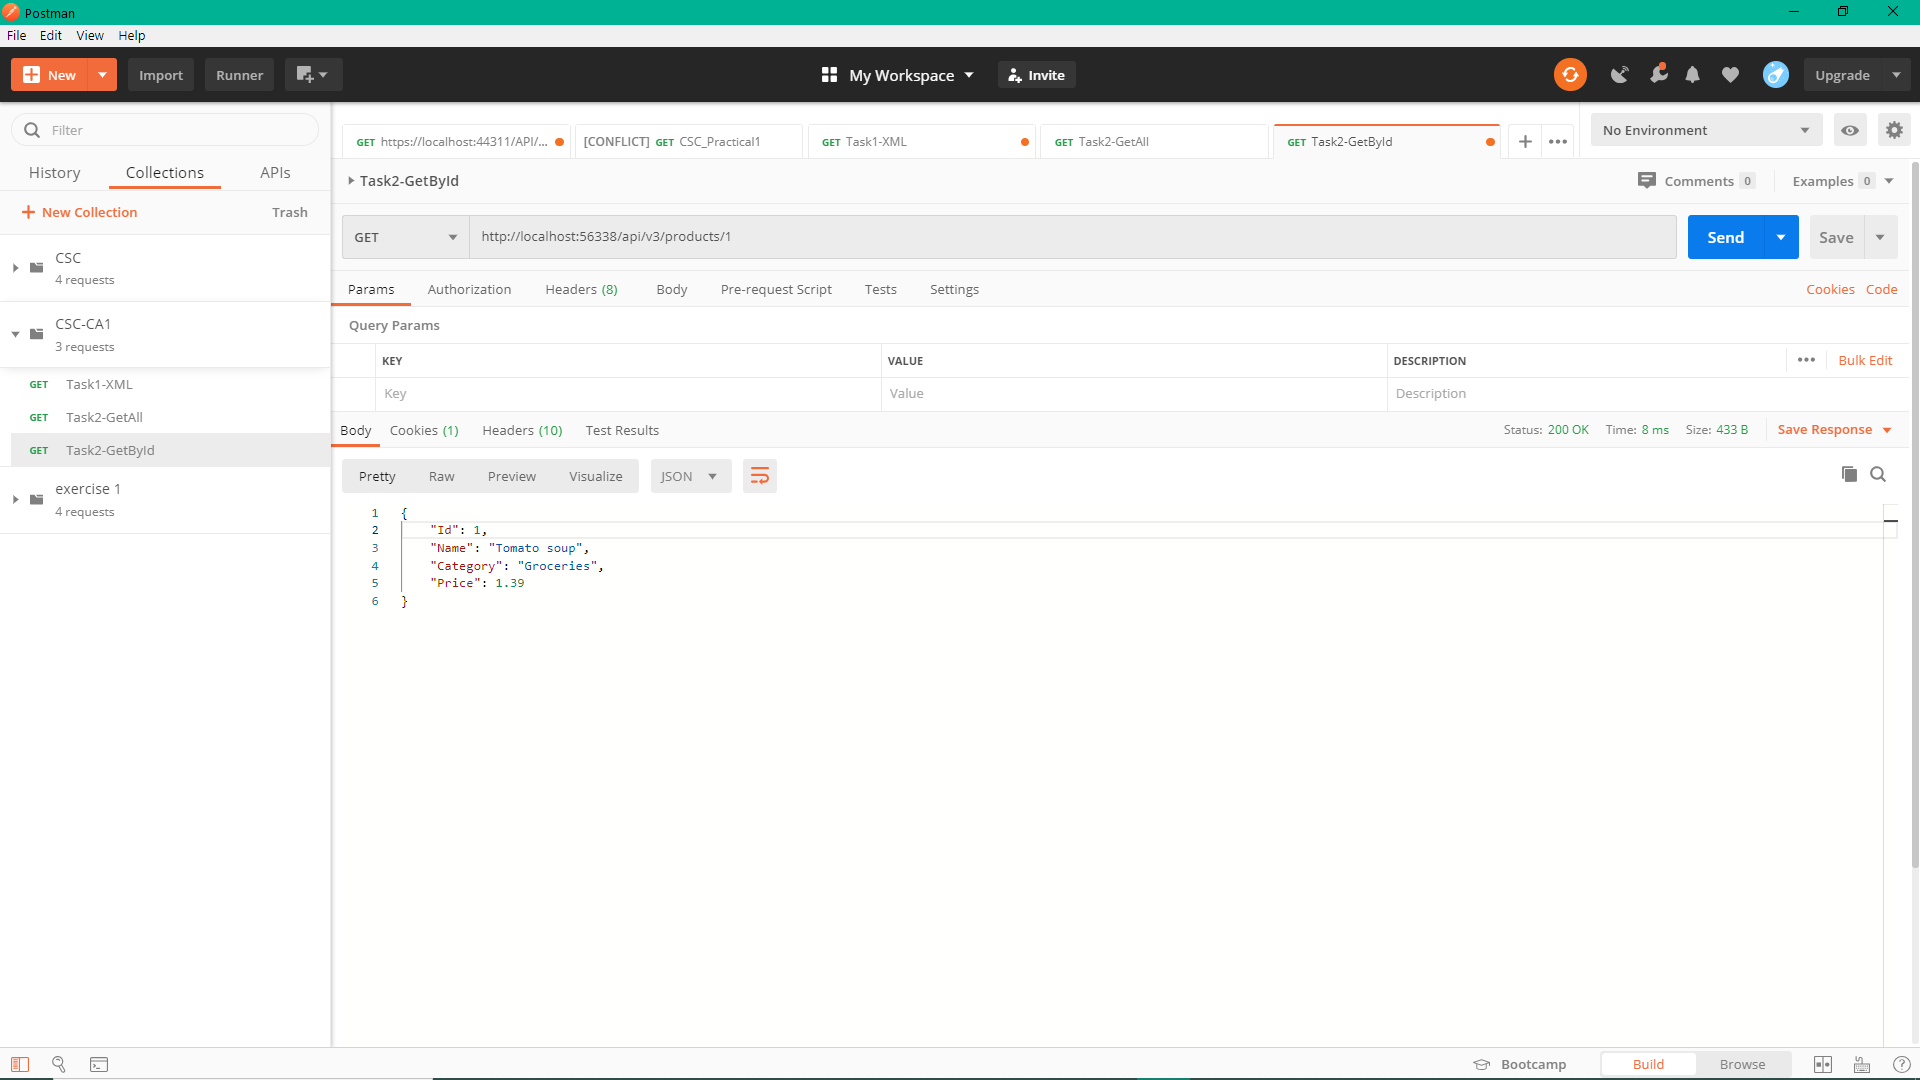 Postman
File Edit View Help
New Import Runner My Workspace Invite Upgrade
Filter
History Collections APIs
New Collection Trash
CSC
4 requests
CSC-CA1
3 requests
GET Task1-XML
GET Task2-GetAll
GET Task2-GetById
exercise 1
4 requests
GET https://localhost:44311/API/... [CONFLICT] GET CSC_Practical1 GET Task1-XML GET Task2-GetAll GET Task2-GetById No Environment
Task2-GetById Comments 0 Examples 0
GET http://localhost:56338/api/v3/products/1 Send Save
Params Authorization Headers (8) Body Pre-request Script Tests Settings Cookies Code
Query Params
KEY VALUE DESCRIPTION Bulk Edit
Key Value Description
Body Cookies (1) Headers (10) Test Results Status: 200 OK Time: 8 ms Size: 433 B Save Response
Pretty Raw Preview Visualize JSON
1 {
2 "Id": 1,
3 "Name": "Tomato soup",
4 "Category": "Groceries",
5 "Price": 1.39
6 }
Bootcamp Build Browse